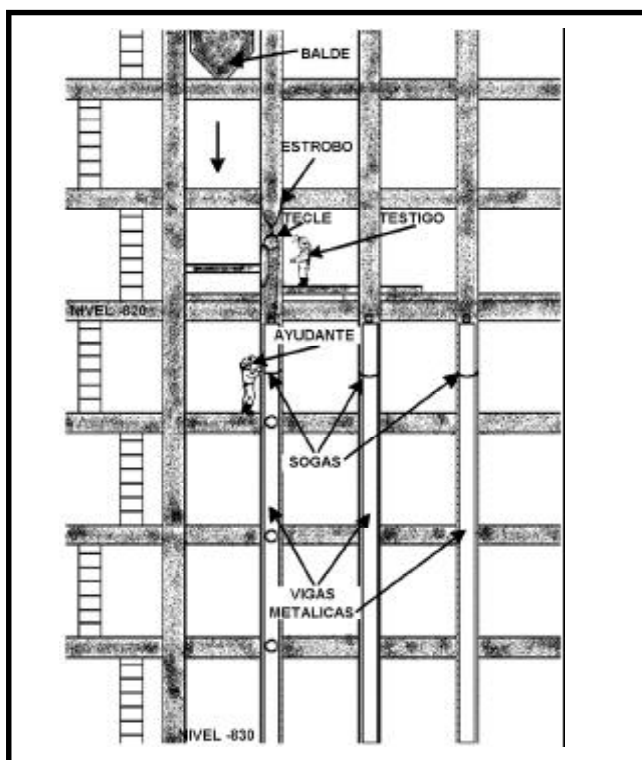 BALDE
ESTROBO
TECLE
TESTIGO
NIVEL -820
AYUDANTE
SOGAS
VIGAS
METALICAS
NIVEL -830